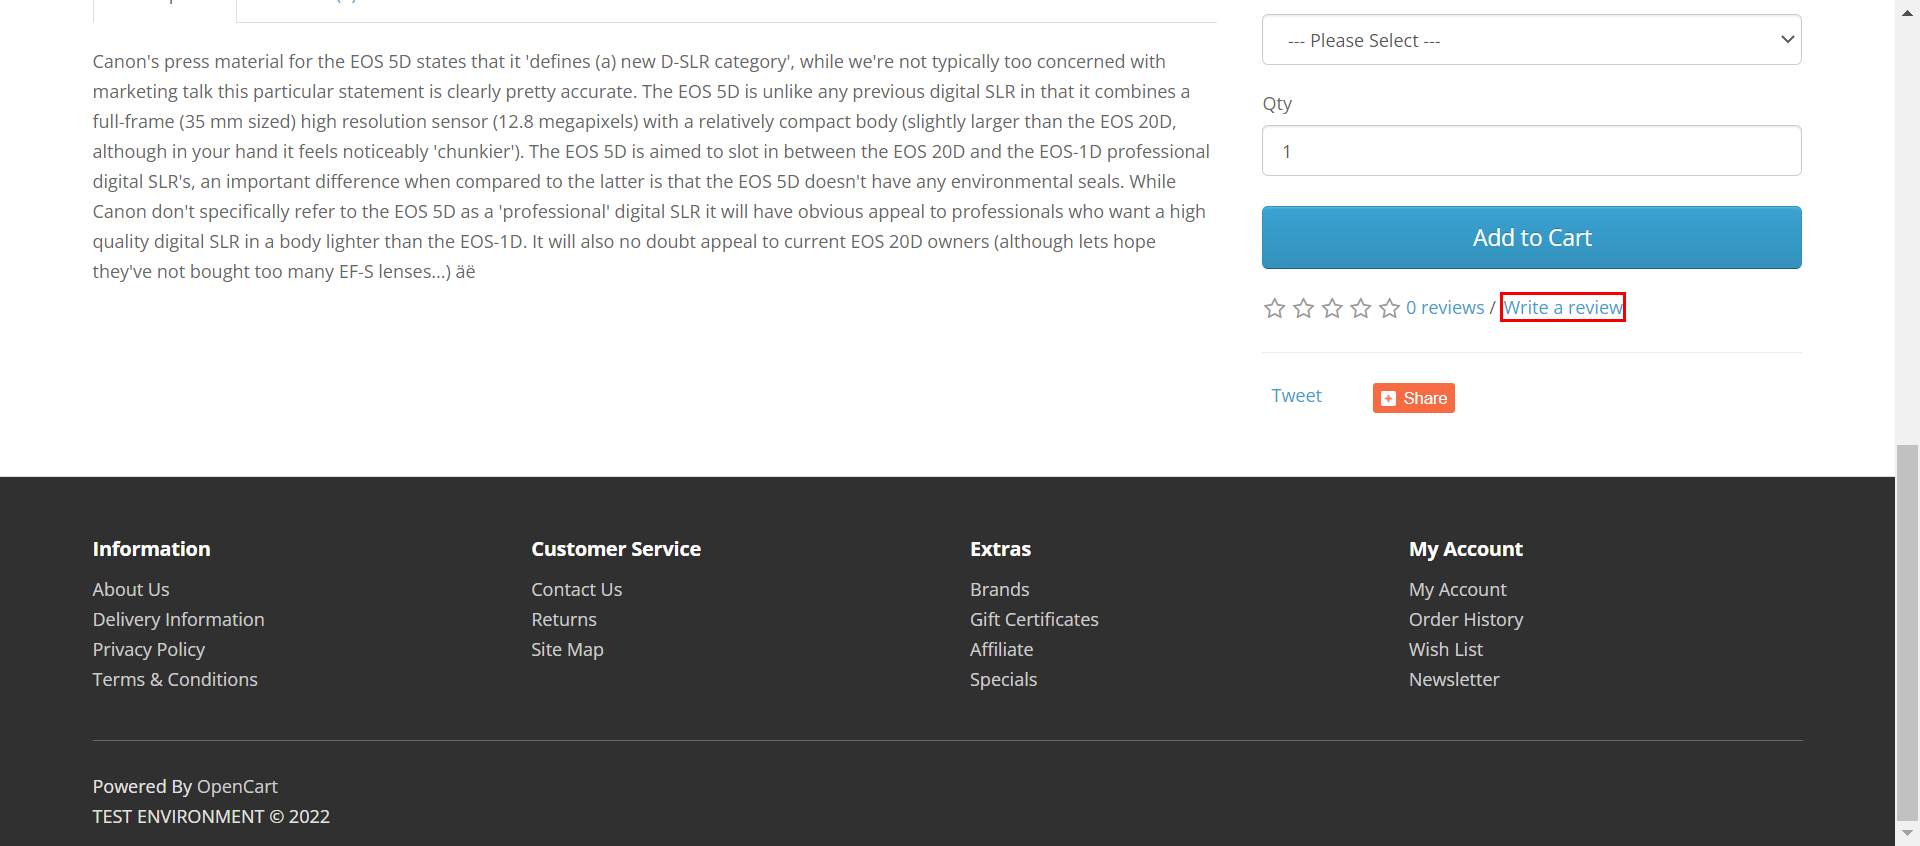 Canon's press material for the EOS 5D states that it 'defines (a) new D-SLR category', while we're not typically too concerned with
marketing talk this particular statement is clearly pretty accurate. The EOS 5D is unlike any previous digital SLR in that it combines a
full-frame (35 mm sized) high resolution sensor (12.8 megapixels) with a relatively compact body (slightly larger than the EOS 20D,
although in your hand it feels noticeably 'chunkier'). The EOS 5D is aimed to slot in between the EOS 20D and the EOS-1D professional
digital SLR's, an important difference when compared to the latter is that the EOS 5D doesn't have any environmental seals. While
Canon don't specifically refer to the EOS 5D as a 'professional' digital SLR it will have obvious appeal to professionals who want a high
quality digital SLR in a body lighter than the EOS-1D. It will also no doubt appeal to current EOS 20D owners (although lets hope
they've not bought too many EF-S lenses...) äë
--- Please Select ---
Qty
1
Add to Cart
0 reviews / Write a review
Tweet
Share
Information
About Us
Delivery Information
Privacy Policy
Terms & Conditions
Customer Service
Contact Us
Returns
Site Map
Extras
Brands
Gift Certificates
Affiliate
Specials
My Account
My Account
Order History
Wish List
Newsletter
Powered By OpenCart
TEST ENVIRONMENT © 2022